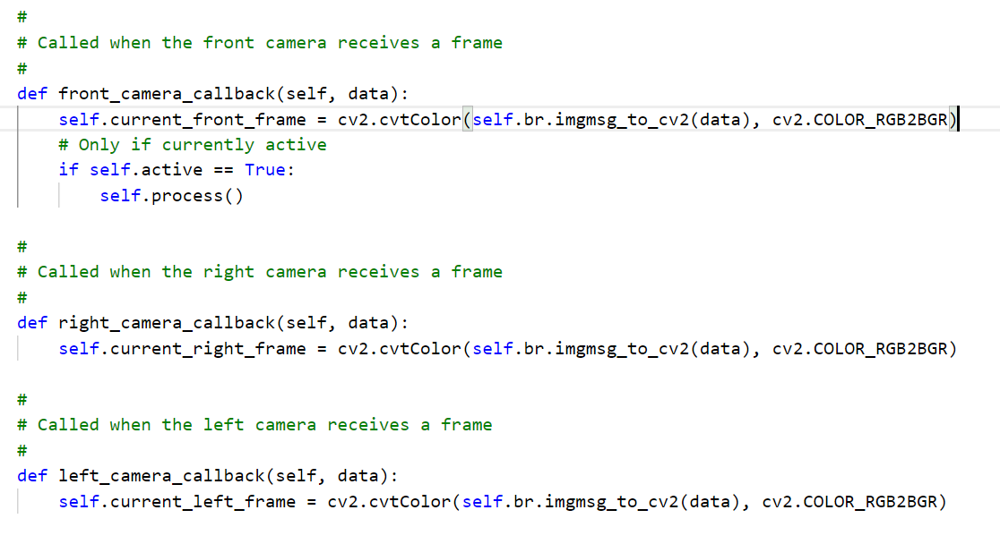 #
# Called when the front camera receives a frame
#
def front_camera_callback(self, data):
    self.current_front_frame = cv2.cvtColor(self.br.imgmsg_to_cv2(data), cv2.COLOR_RGB2BGR)
    # Only if currently active
    if self.active == True:
        self.process()

#
# Called when the right camera receives a frame
#
def right_camera_callback(self, data):
    self.current_right_frame = cv2.cvtColor(self.br.imgmsg_to_cv2(data), cv2.COLOR_RGB2BGR)

#
# Called when the left camera receives a frame
#
def left_camera_callback(self, data):
    self.current_left_frame = cv2.cvtColor(self.br.imgmsg_to_cv2(data), cv2.COLOR_RGB2BGR)